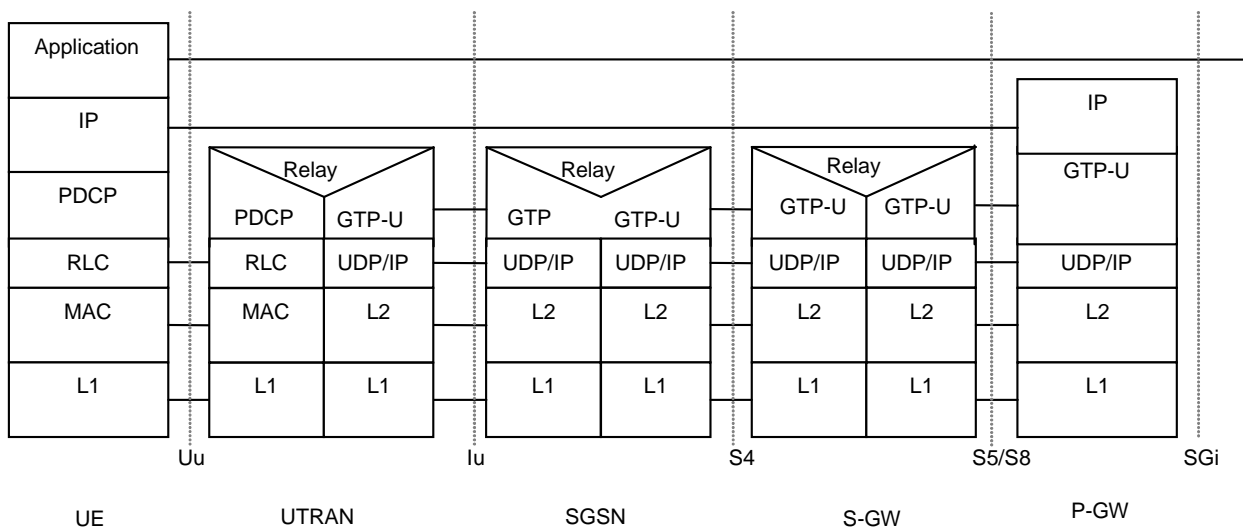 Application
IP
PDCP
RLC
MAC
L1
Relay
PDCP
GTP-U
RLC
UDP/IP
MAC
L2
L1
L1
Relay
GTP
GTP-U
UDP/IP
UDP/IP
L2
L2
L1
L1
Relay
GTP-U
GTP-U
UDP/IP
UDP/IP
L2
L2
L1
L1
IP
GTP-U
UDP/IP
L2
L1
Uu
Iu
S4
S5/S8
SGi
UE
UTRAN
SGSN
S-GW
P-GW